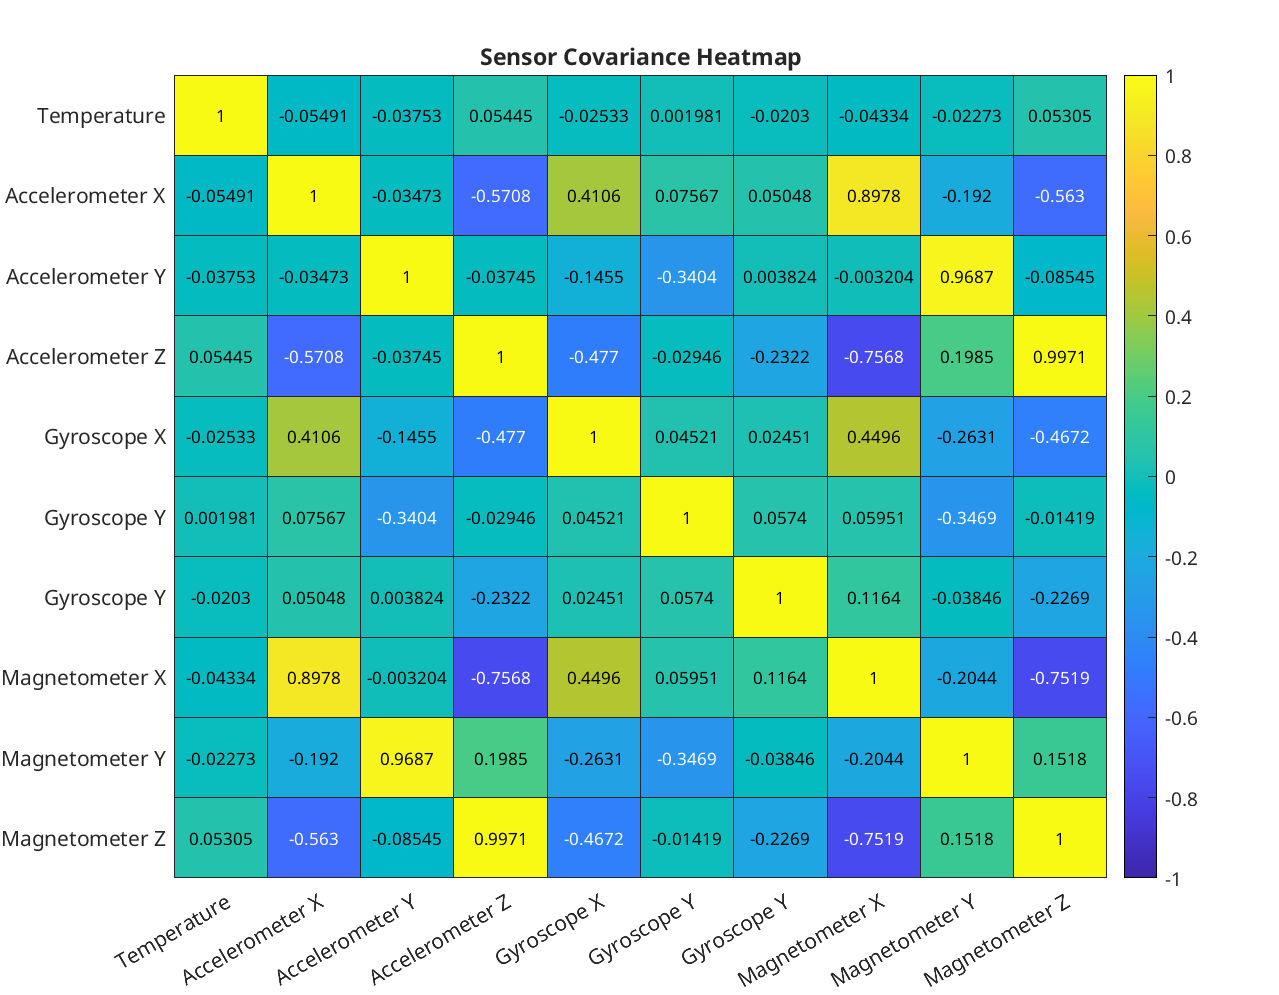 Sensor Covariance Heatmap
Temperature 1 -0.05491 -0.03753 0.05445 -0.02533 0.001981 -0.0203 -0.04334 -0.02273 0.05305
Accelerometer X -0.05491 1 -0.03473 -0.5708 0.4106 0.07567 0.05048 0.8978 -0.192 -0.563
Accelerometer Y -0.03753 -0.03473 1 -0.03745 -0.1455 -0.3404 0.003824 -0.003204 0.9687 -0.08545
Accelerometer Z 0.05445 -0.5708 -0.03745 1 -0.477 -0.02946 -0.2322 -0.7568 0.1985 0.9971
Gyroscope X -0.02533 0.4106 -0.1455 -0.477 1 0.04521 0.02451 0.4496 -0.2631 -0.4672
Gyroscope Y 0.001981 0.07567 -0.3404 -0.02946 0.04521 1 0.0574 0.05951 -0.3469 -0.01419
Gyroscope Y -0.0203 0.05048 0.003824 -0.2322 0.02451 0.0574 1 0.1164 -0.03846 -0.2269
Magnetometer X -0.04334 0.8978 -0.003204 -0.7568 0.4496 0.05951 0.1164 1 -0.2044 -0.7519
Magnetometer Y -0.02273 -0.192 0.9687 0.1985 -0.2631 -0.3469 -0.03846 -0.2044 1 0.1518
Magnetometer Z 0.05305 -0.563 -0.08545 0.9971 -0.4672 -0.01419 -0.2269 -0.7519 0.1518 1
Temperature
Accelerometer X
Accelerometer Y
Accelerometer Z
Gyroscope X
Gyroscope Y
Gyroscope Y
Magnetometer X
Magnetometer Y
Magnetometer Z
1
0.8
0.6
0.4
0.2
0
-0.2
-0.4
-0.6
-0.8
-1